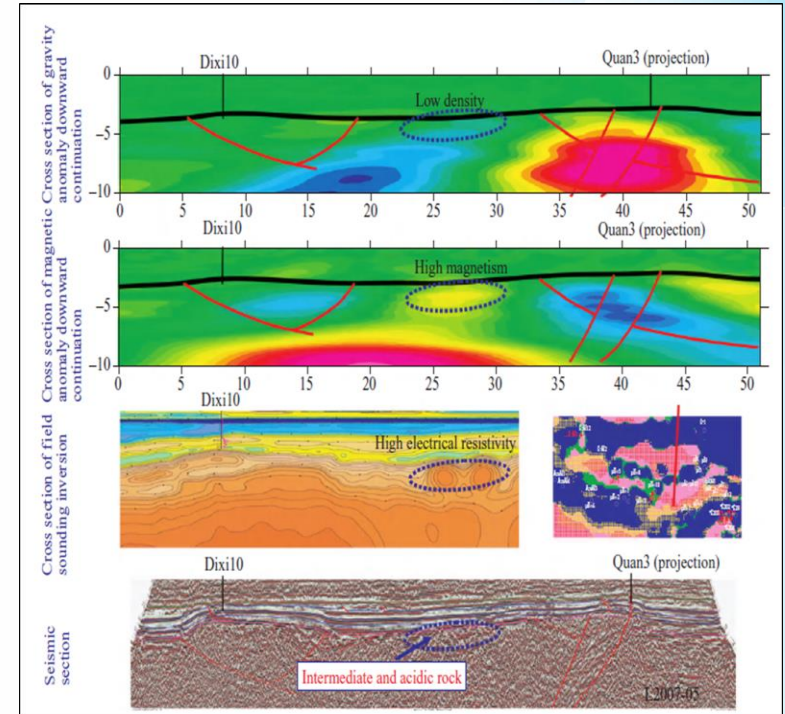 Cross section of gravity
anomaly downward
continuation
Dixi10
Quan3 (projection)
Low density
0
−5
−10
0 5 10 15 20 25 30 35 40 45 50
Cross section of magnetic
anomaly downward
continuation
Dixi10
Quan3 (projection)
High magnetism
0
−5
−10
0 5 10 15 20 25 30 35 40 45 50
Cross section of field
sounding inversion
Dixi10
High electrical resistivity
Seismic
section
Dixi10
Quan3 (projection)
Intermediate and acidic rock
L2007-05